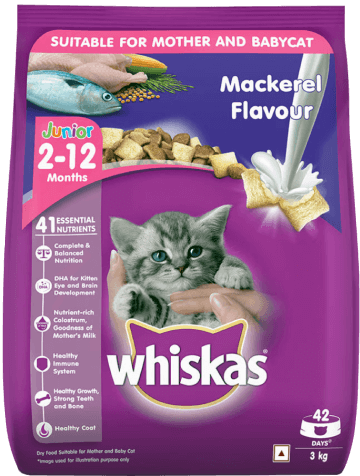 SUITABLE FOR MOTHER AND BABYCAT
Mackerel
Flavour
Junior
2-12
Months
41 ESSENTIAL
NUTRIENTS
Complete &
Balanced
Nutrition
DHA for Kitten
Eye and Brain
Development
DHA
Nutrient-rich
Colostrum,
Goodness of
Mother's Milk
Healthy
Immune
System
Healthy Growth,
Strong Teeth
and Bone
Healthy Coat
whiskas
42
DAYS*
3 kg
Dry Food Suitable for Mother and Baby Cat
*Image used for illustration purpose only